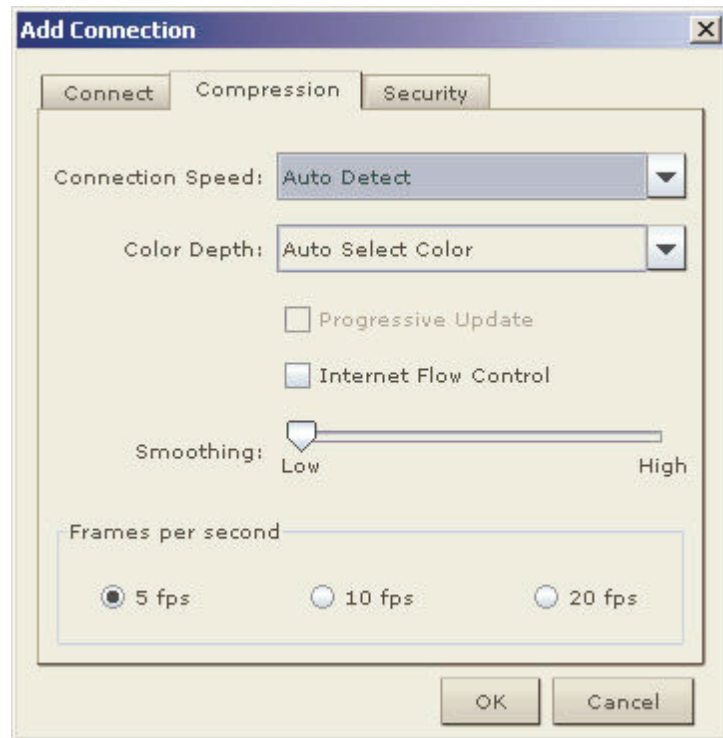 Add Connection
Connect Compression Security
Connection Speed: Auto Detect
Color Depth: Auto Select Color
Progressive Update
Internet Flow Control
Smoothing:
Low High
Frames per second
5 fps 10 fps 20 fps
OK Cancel